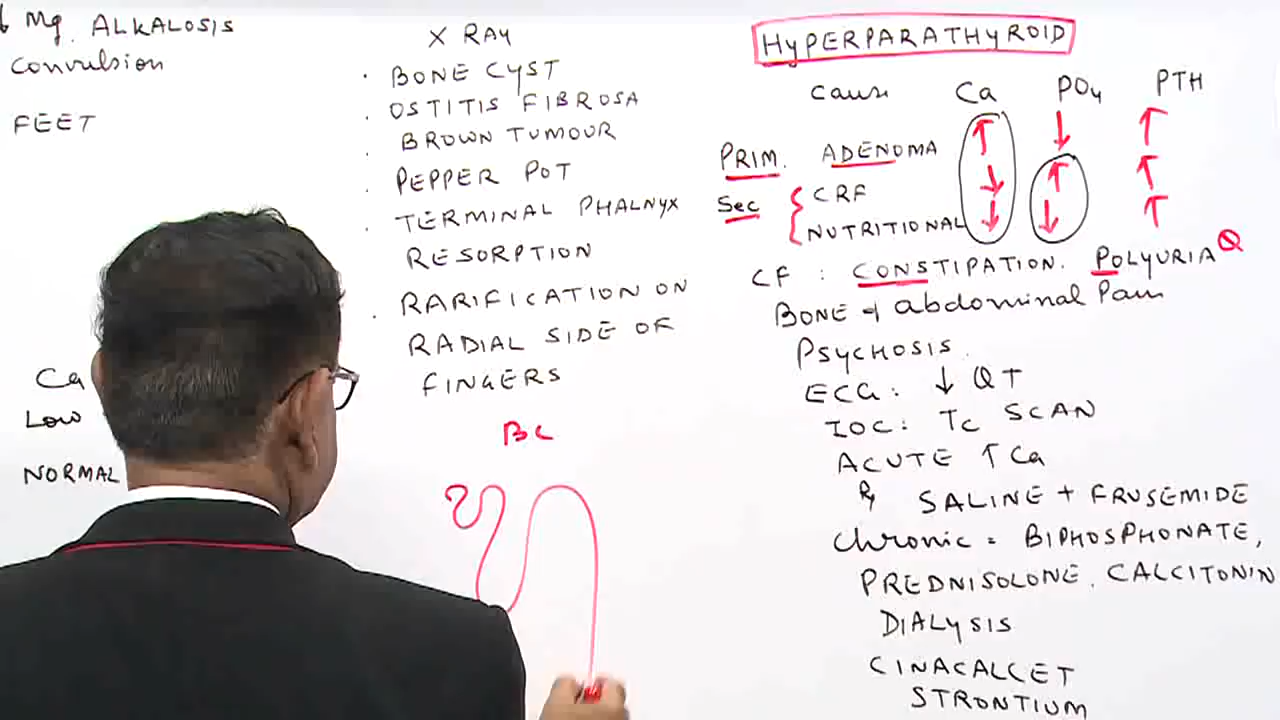 ↓ Mg. ALKALOSIS
Convulsion
FEET
Ca
Low
NORMAL
X RAY
. BONE CYST
. OSTITIS FIBROSA
. BROWN TUMOUR
. PEPPER POT
. TERMINAL PHALNYX
RESORPTION
. RARIFICATION ON
RADIAL SIDE OF
FINGERS
BC
HYPERPARATHYROID
Cause Ca PO4 PTH
PRIM. ADENOMA ↑ ↓ ↑
Sec { CRF ↓ ↑ ↑
NUTRITIONAL ↓ ↓ ↑
CF : CONSTIPATION. POLYURIA Q
BONE + abdominal Pain
PSYCHOSIS.
ECG: ↓ QT
IOC: Tc SCAN
ACUTE ↑ Ca
Rx SALINE + FRUSEMIDE
Chronic = BIPHOSPHONATE,
PREDNISOLONE. CALCITONIN
DIALYSIS
CINACALCET
STRONTIUM